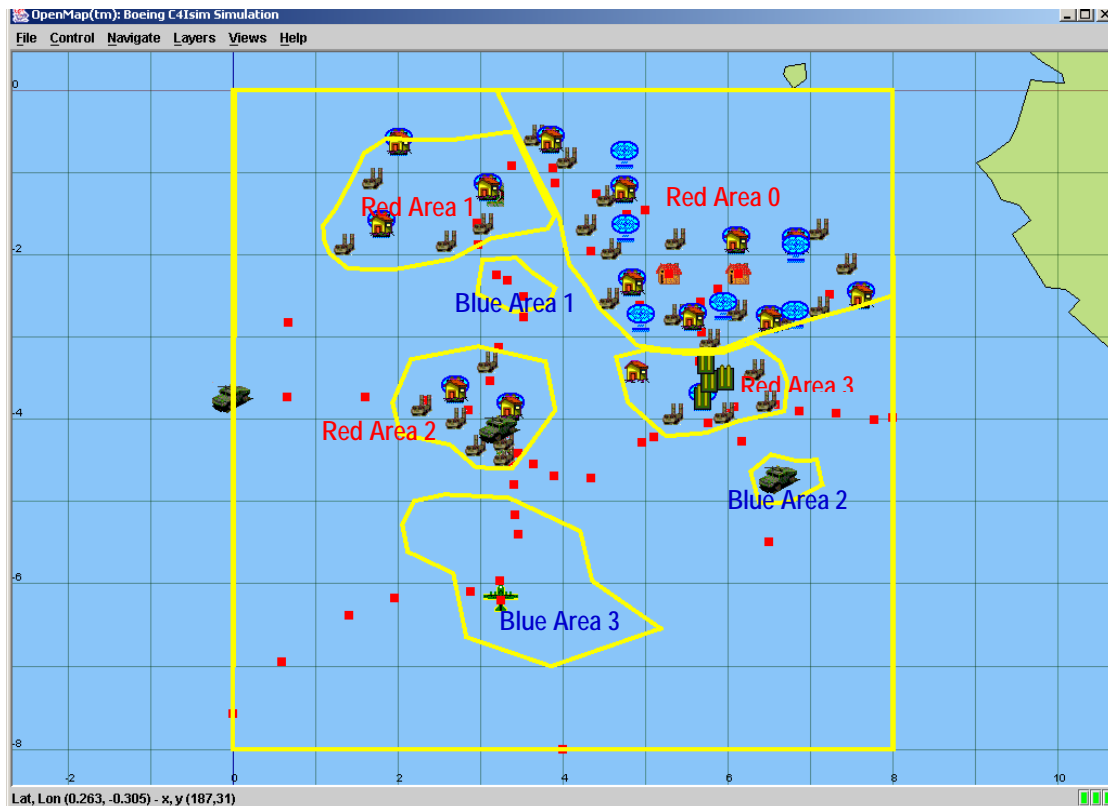 OpenMap(tm): Boeing C4Isim Simulation
File Control Navigate Layers Views Help
0
Red Area 1
Red Area 0
-2
Blue Area 1
Red Area 3
-4
Red Area 2
Blue Area 2
-6
Blue Area 3
-8
-2 0 2 4 6 8 10
Lat, Lon (0.263, -0.305) - x, y (187,31)